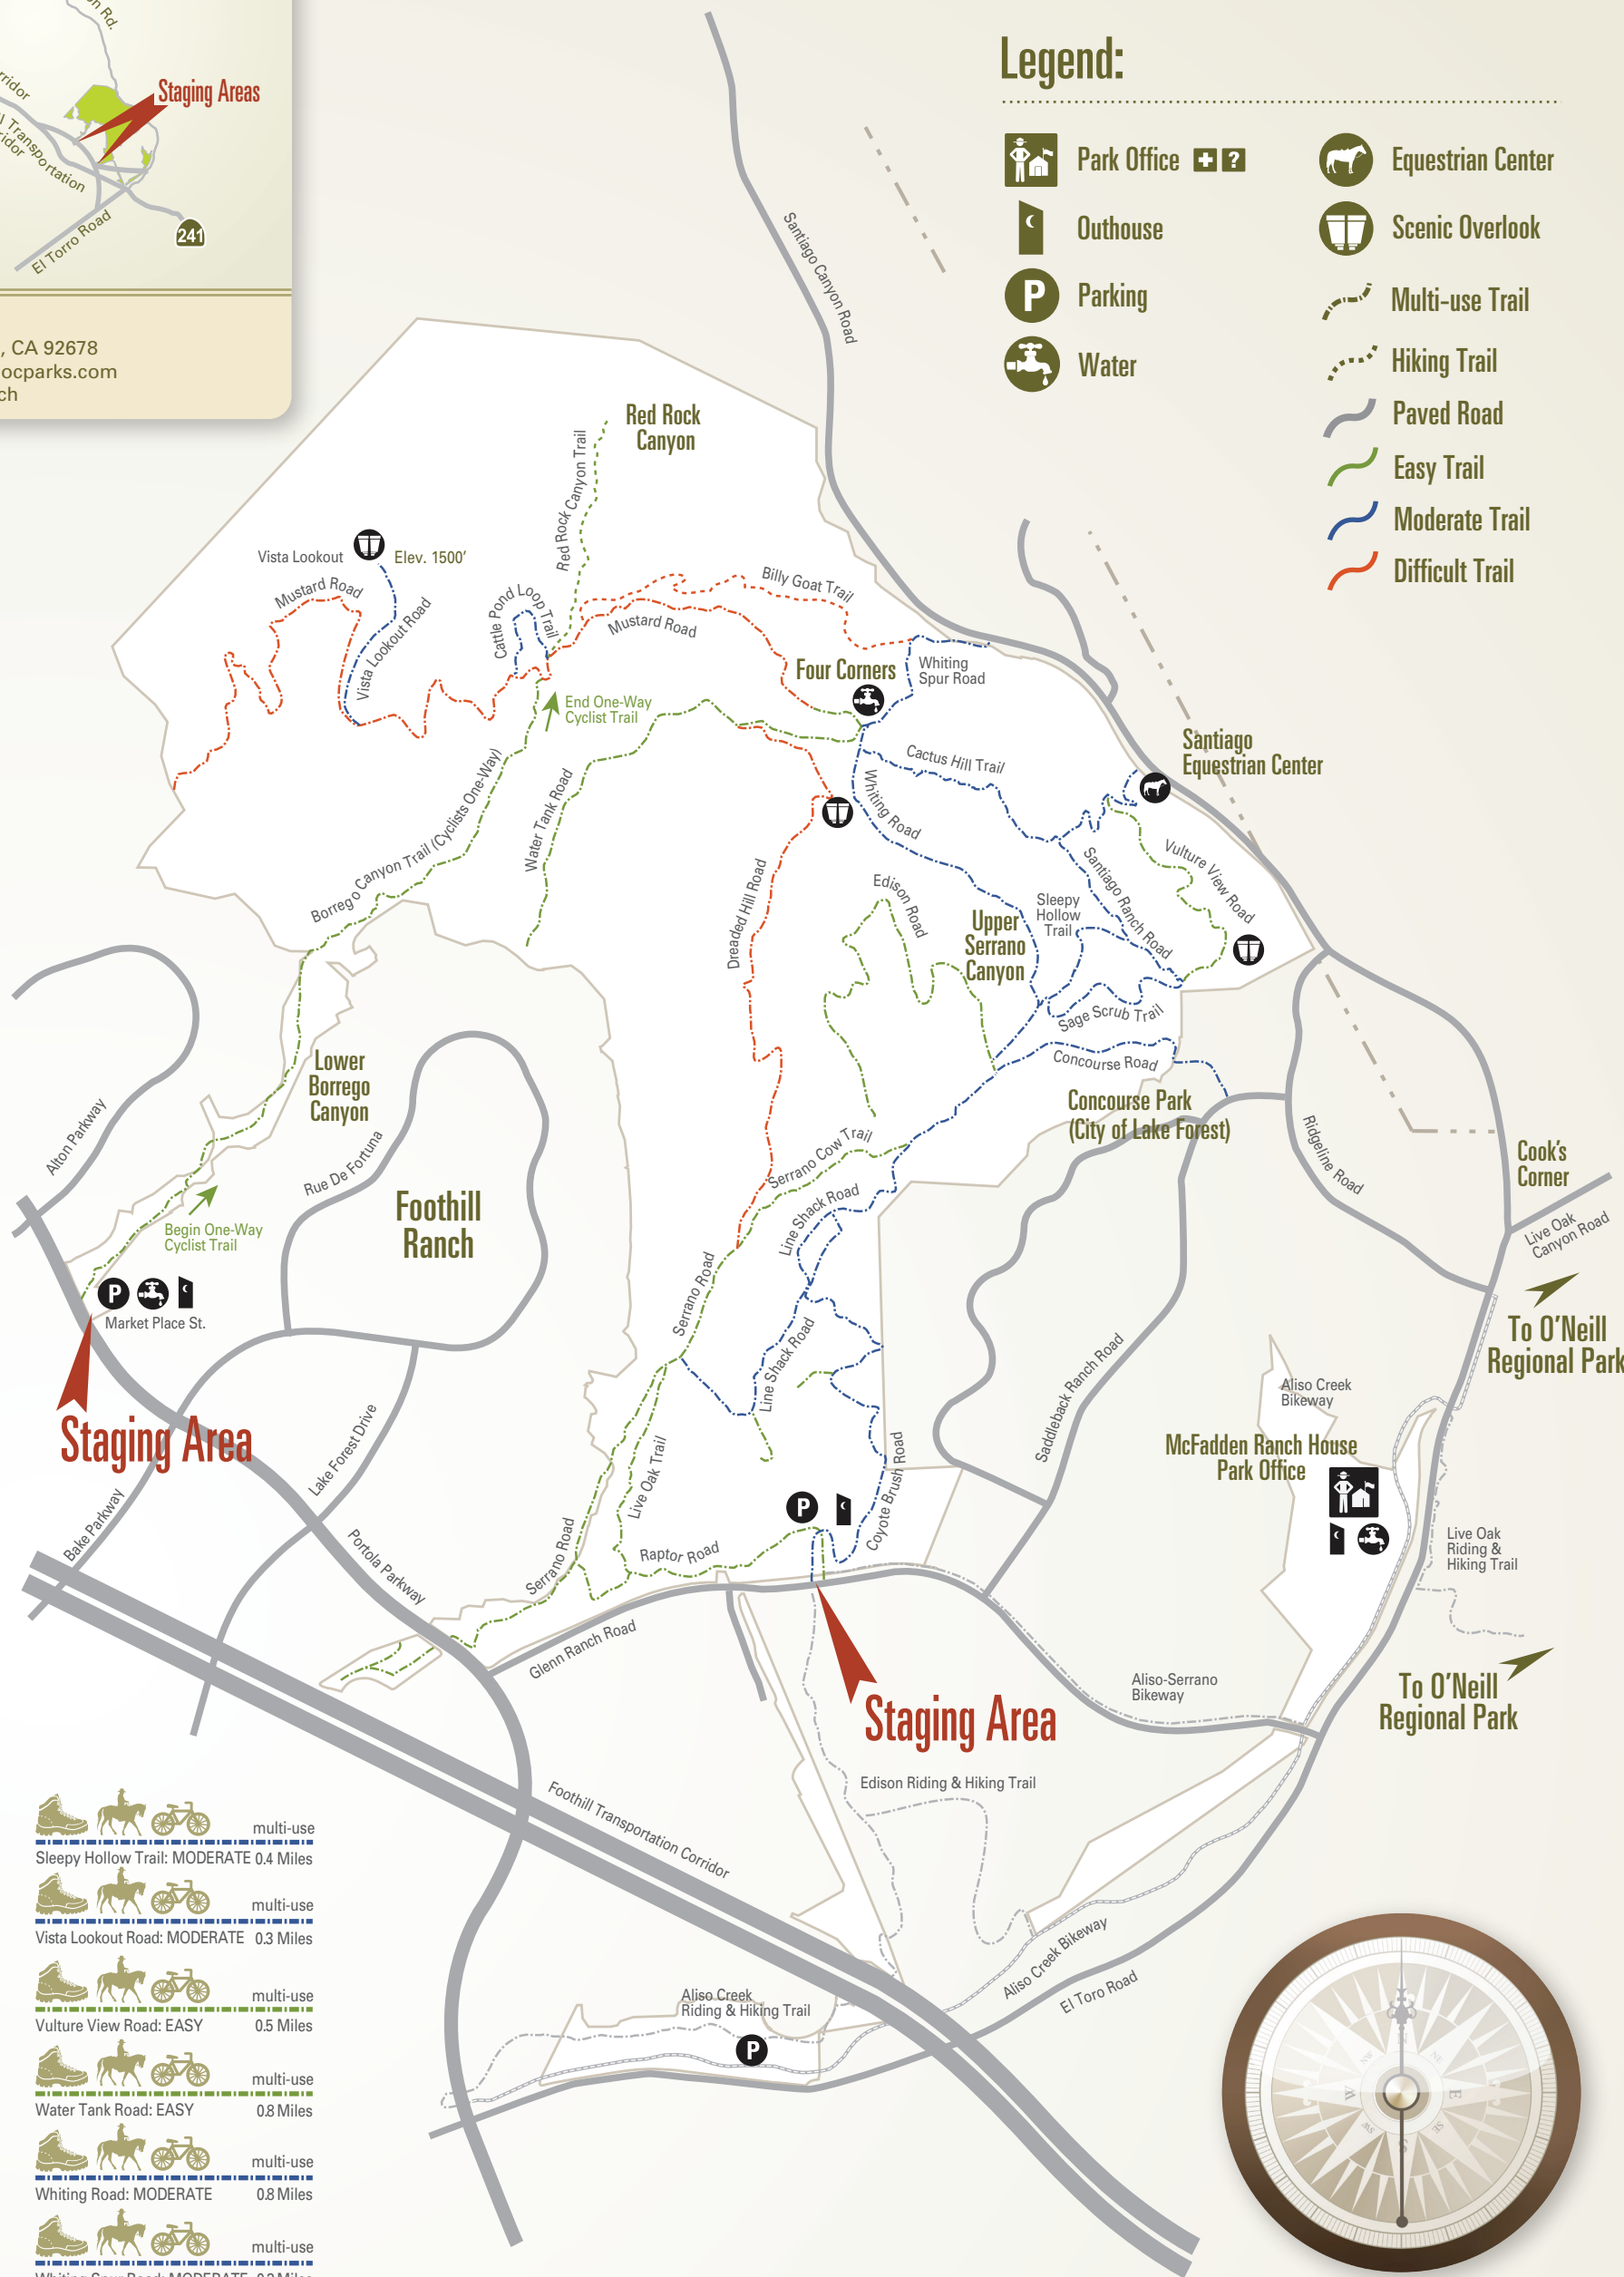 Staging Areas
Transportation
El Torro Road
241
, CA 92678
ocparks.com
Legend:
Park Office
+ ?
Outhouse
P
Parking
Water
Equestrian Center
Scenic Overlook
Multi-use Trail
Hiking Trail
Paved Road
Easy Trail
Moderate Trail
Difficult Trail
Santiago Canyon Road
Red Rock
Canyon
Red Rock Canyon Trail
Vista Lookout
Elev. 1500'
Mustard Road
Vista Lookout Road
Cattle Pond Loop Trail
Billy Goat Trail
Mustard Road
Four Corners
Whiting
Spur Road
End One-Way
Cyclist Trail
Cactus Hill Trail
Santiago
Equestrian Center
Whiting Road
Borrego Canyon Trail (Cyclists One-Way)
Water Tank Road
Dreaded Hill Road
Edison Road
Upper
Serrano
Canyon
Sleepy
Hollow
Trail
Santiago Ranch Road
Vulture View Road
Sage Scrub Trail
Concourse Road
Concourse Park
(City of Lake Forest)
Lower
Borrego
Canyon
Alton Parkway
Rue De Fortuna
Foothill
Ranch
Begin One-Way
Cyclist Trail
P
Market Place St.
Staging Area
Serrano Cow Trail
Line Shack Road
Serrano Road
Line Shack Road
Live Oak Trail
Coyote Brush Road
Raptor Road
P
Serrano Road
Ridgeline Road
Cook's
Corner
Live Oak
Canyon Road
To O'Neill
Regional Park
Saddleback Ranch Road
Aliso Creek
Bikeway
McFadden Ranch House
Park Office
Live Oak
Riding &
Hiking Trail
To O'Neill
Regional Park
Bake Parkway
Lake Forest Drive
Portola Parkway
Glenn Ranch Road
Staging Area
Aliso-Serrano
Bikeway
Edison Riding & Hiking Trail
Foothill Transportation Corridor
Aliso Creek Bikeway
El Toro Road
Aliso Creek
Riding & Hiking Trail
P
multi-use
Sleepy Hollow Trail: MODERATE 0.4 Miles
multi-use
Vista Lookout Road: MODERATE 0.3 Miles
multi-use
Vulture View Road: EASY 0.5 Miles
multi-use
Water Tank Road: EASY 0.8 Miles
multi-use
Whiting Road: MODERATE 0.8 Miles
multi-use
NE
E
SE
S
SW
W
NW